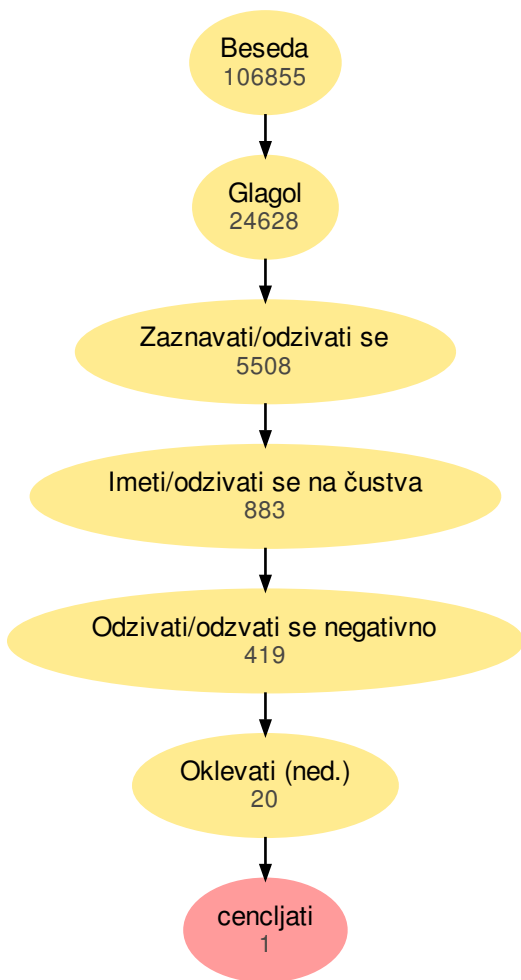 Beseda
106855
Glagol
24628
Zaznavati/odzivati se
5508
Imeti/odzivati se na čustva
883
Odzivati/odzvati se negativno
419
Oklevati (ned.)
20
cencljati
1